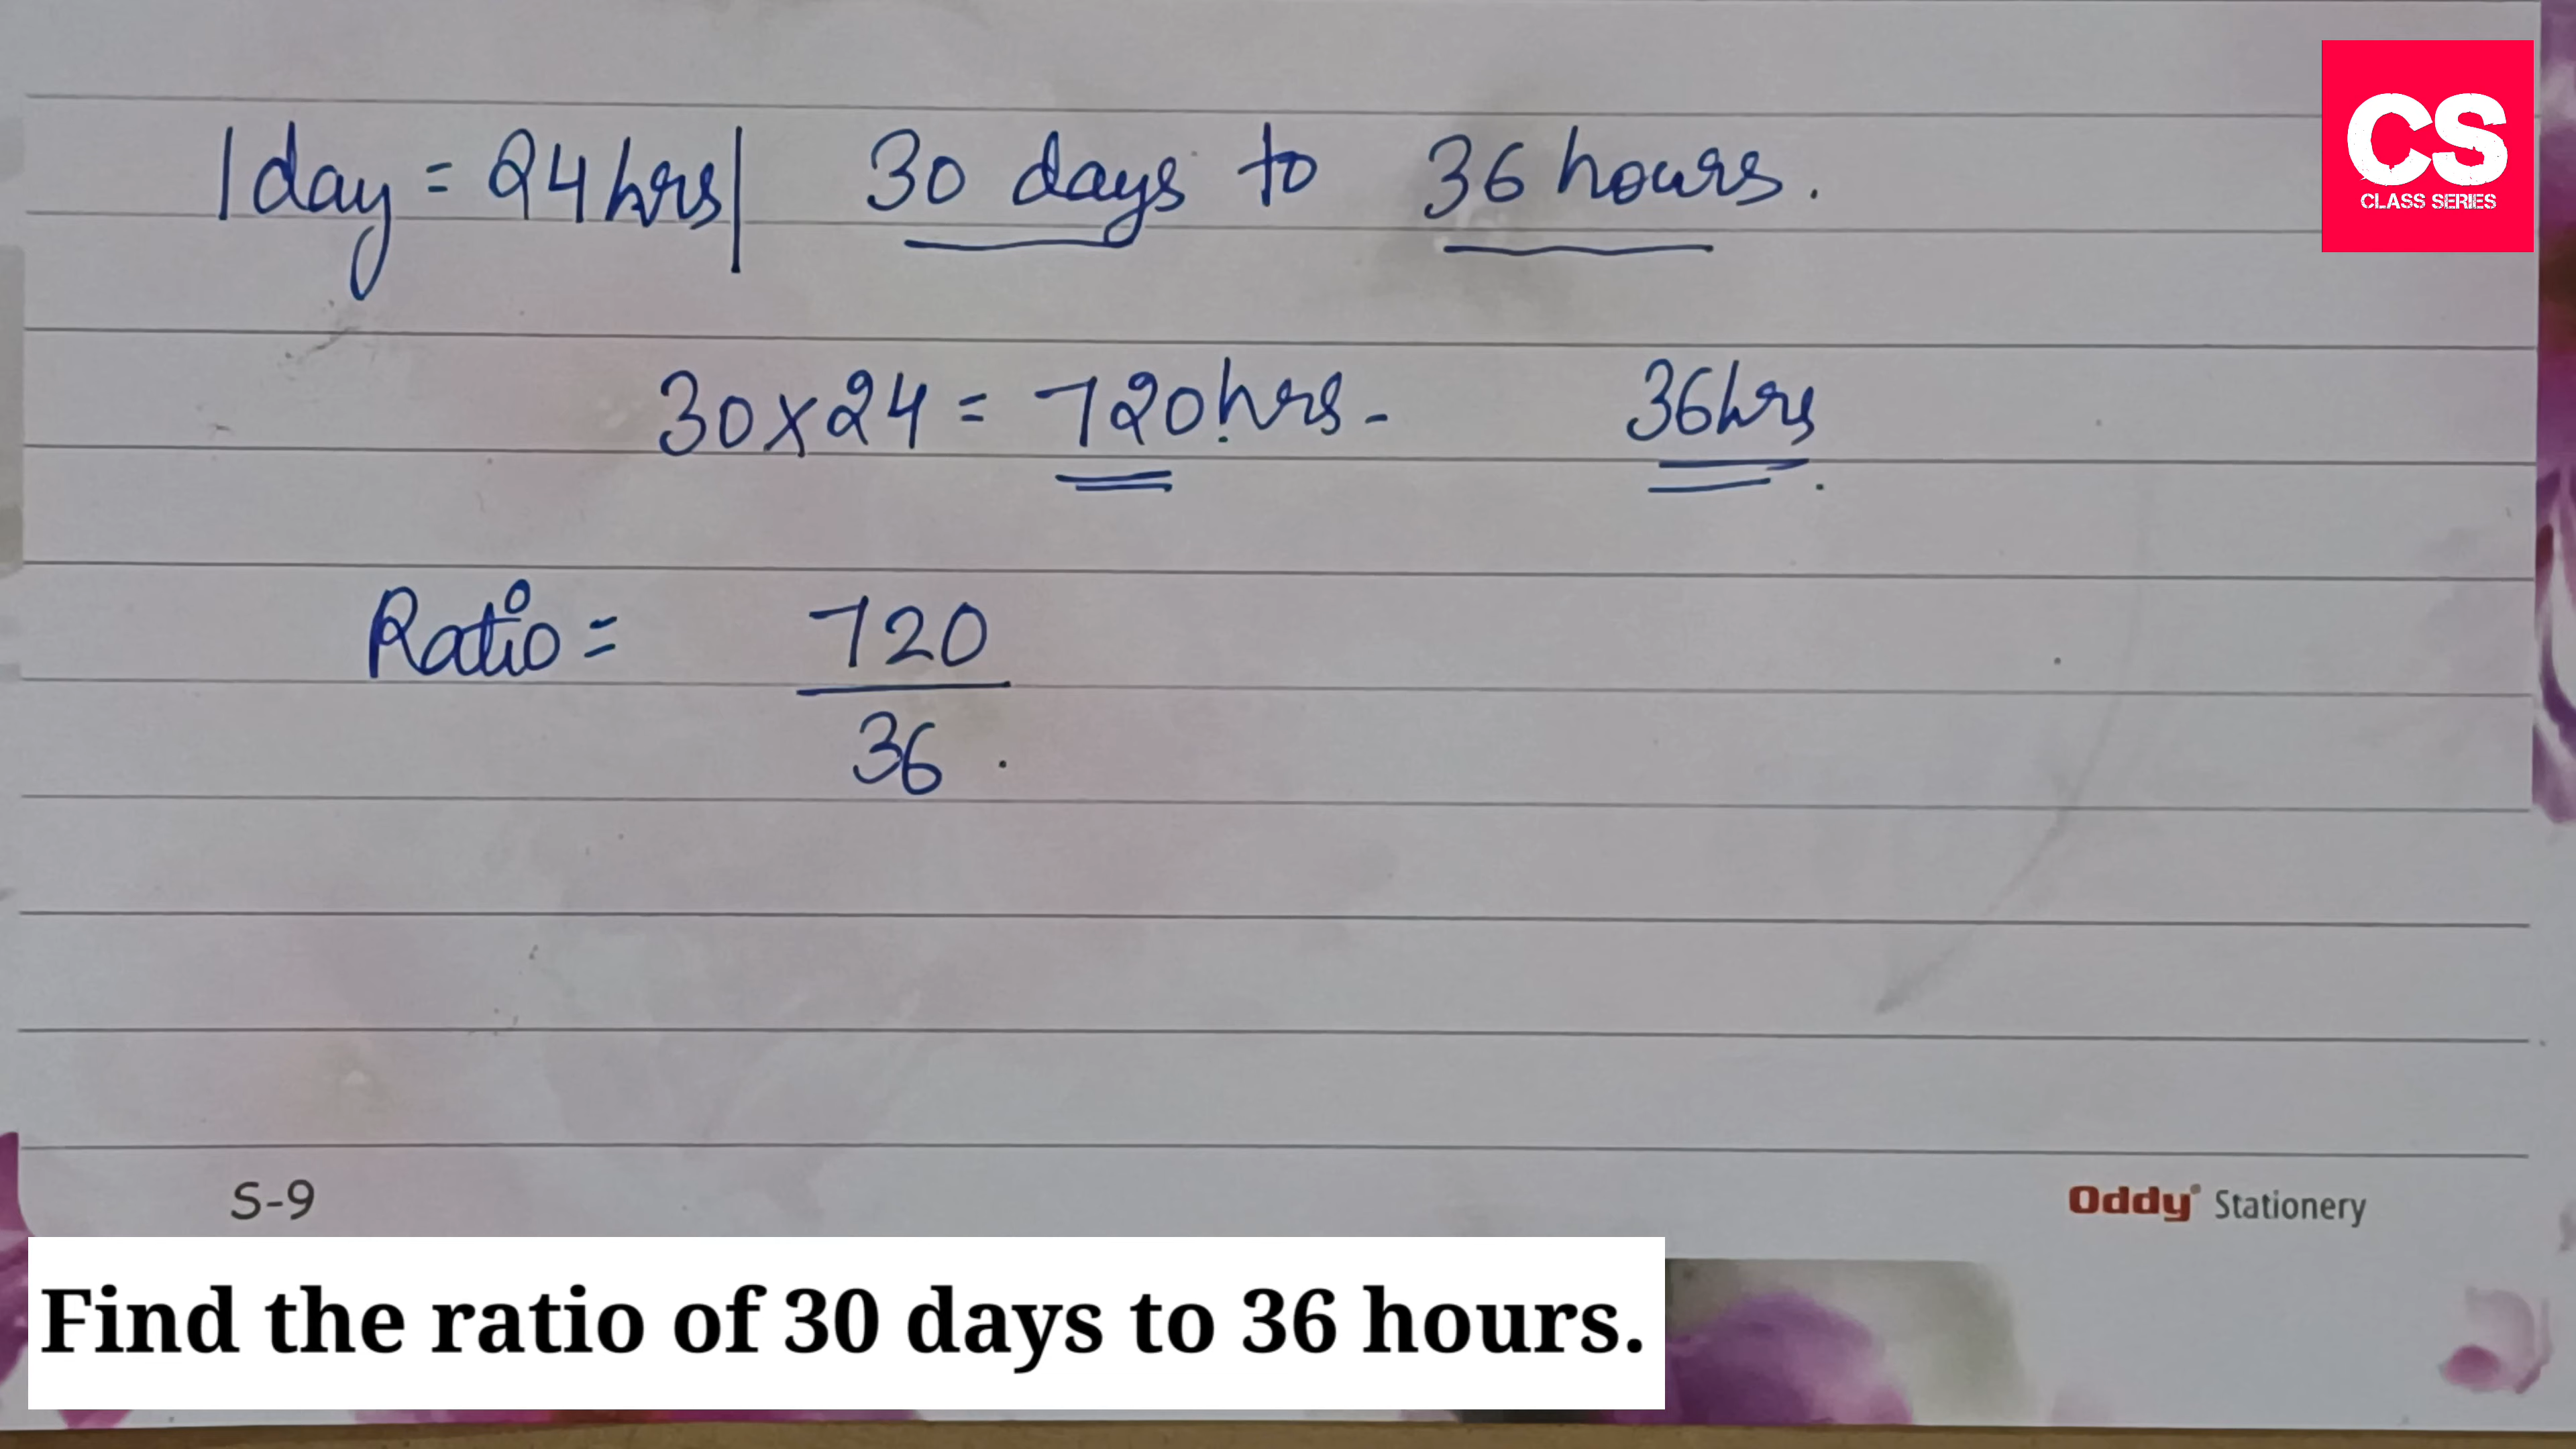 CS
CLASS SERIES
1 day = 24 hrs | 30 days to 36 hours.
30 x 24 = 720 hrs - 36 hrs
Ratio = 720
36
S-9
Oddy Stationery
Find the ratio of 30 days to 36 hours.